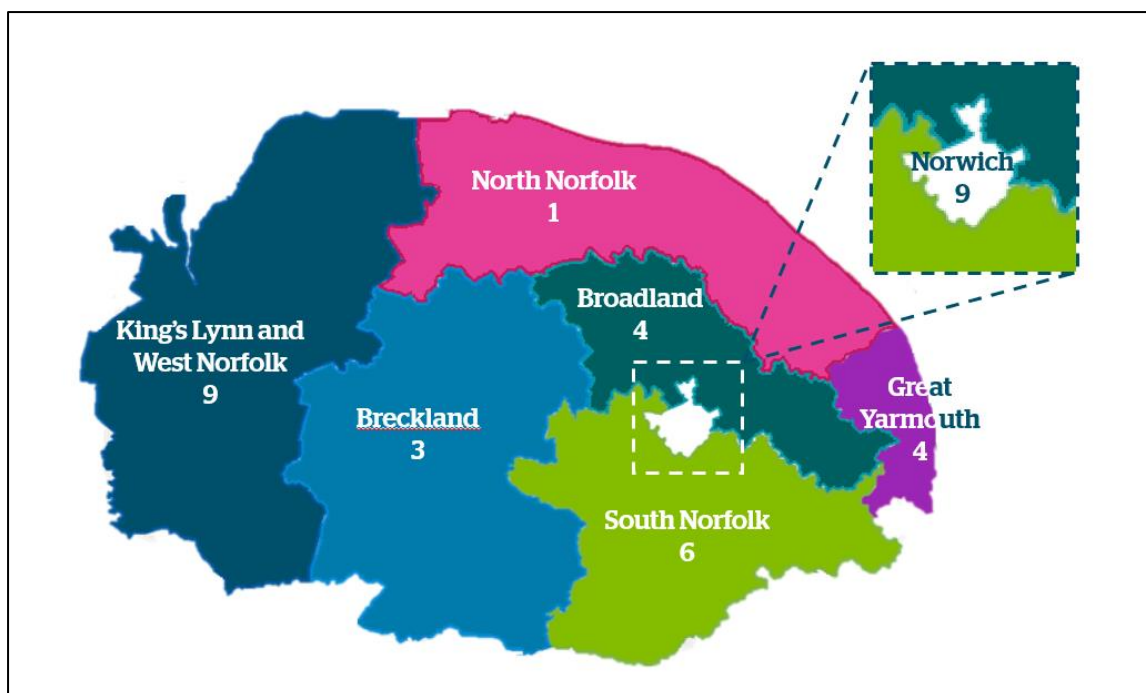 North Norfolk
1
Norwich
9
Broadland
4
King's Lynn and
West Norfolk
9
Breckland
3
Great
Yarmouth
4
South Norfolk
6